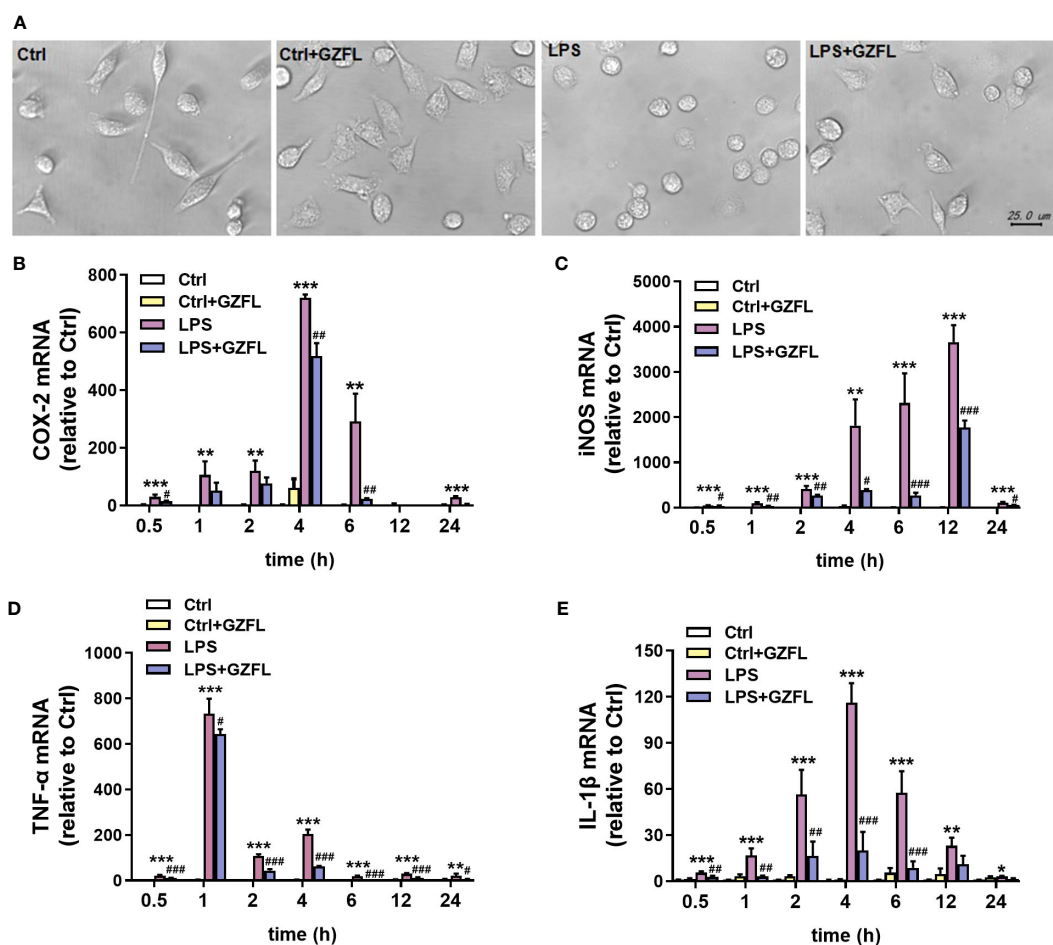 A
Ctrl
Ctrl+GZFL
LPS
LPS+GZFL
25.0 um
B
COX-2 mRNA
(relative to Ctrl)
800
600
400
200
0
Ctrl
Ctrl+GZFL
LPS
LPS+GZFL
*** # ** ** *** ## ** ## ***
0.5 1 2 4 6 12 24
time (h)
C
iNOS mRNA
(relative to Ctrl)
5000
4000
3000
2000
1000
0
Ctrl
Ctrl+GZFL
LPS
LPS+GZFL
*** # *** ## *** ## ** # *** ### *** ### *** #
0.5 1 2 4 6 12 24
time (h)
D
TNF-α mRNA
(relative to Ctrl)
1000
800
600
400
200
0
Ctrl
Ctrl+GZFL
LPS
LPS+GZFL
*** ### *** # *** ### *** ### *** ### *** ### ** #
0.5 1 2 4 6 12 24
time (h)
E
IL-1β mRNA
(relative to Ctrl)
150
120
90
60
30
0
Ctrl
Ctrl+GZFL
LPS
LPS+GZFL
*** ## *** ## *** ## *** ### *** ### ** *
0.5 1 2 4 6 12 24
time (h)